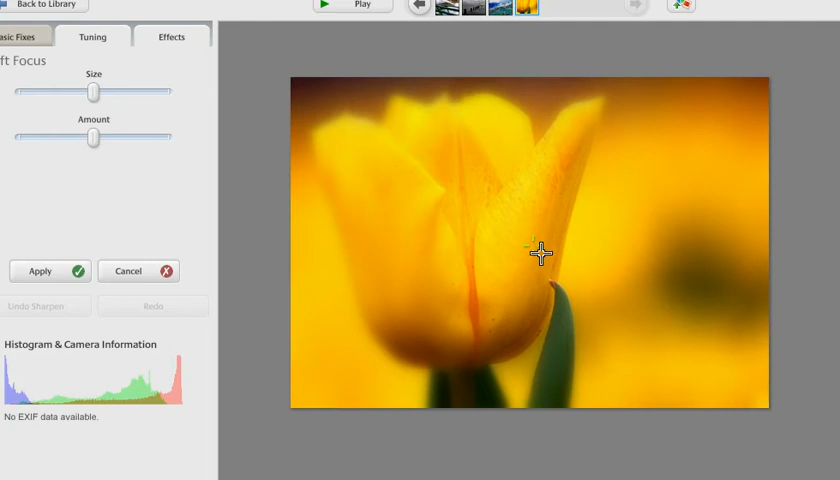 Back to Library
Play
asic Fixes
Tuning
Effects
ft Focus
Size
Amount
Apply
Cancel
Undo Sharpen
Redo
Histogram & Camera Information
No EXIF data available.